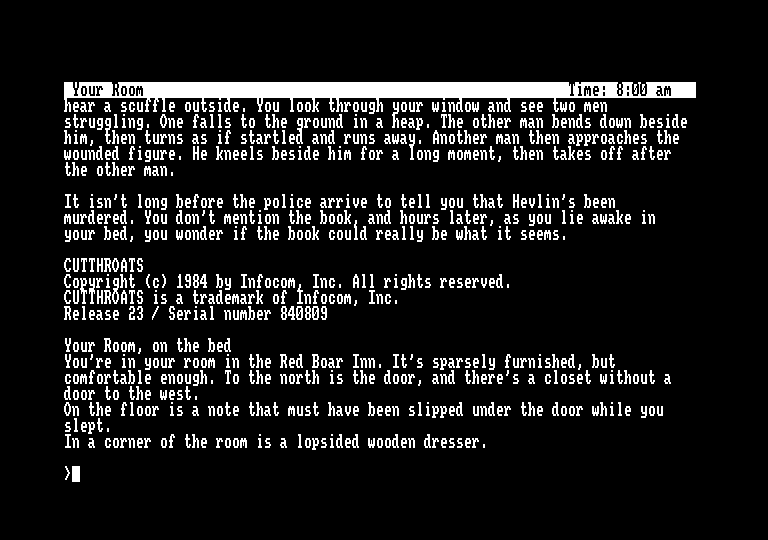 Your Room Time: 8:00 am
hear a scuffle outside. You look through your window and see two men
struggling. One falls to the ground in a heap. The other man bends down beside
him, then turns as if startled and runs away. Another man then approaches the
wounded figure. He kneels beside him for a long moment, then takes off after
the other man.
It isn't long before the police arrive to tell you that Hevlin's been
murdered. You don't mention the book, and hours later, as you lie awake in
your bed, you wonder if the book could really be what it seems.
CUTTHROATS
Copyright (c) 1984 by Infocom, Inc. All rights reserved.
CUTTHROATS is a trademark of Infocom, Inc.
Release 23 / Serial number 840809
Your Room, on the bed
You're in your room in the Red Boar Inn. It's sparsely furnished, but
comfortable enough. To the north is the door, and there's a closet without a
door to the west.
On the floor is a note that must have been slipped under the door while you
slept.
In a corner of the room is a lopsided wooden dresser.
>